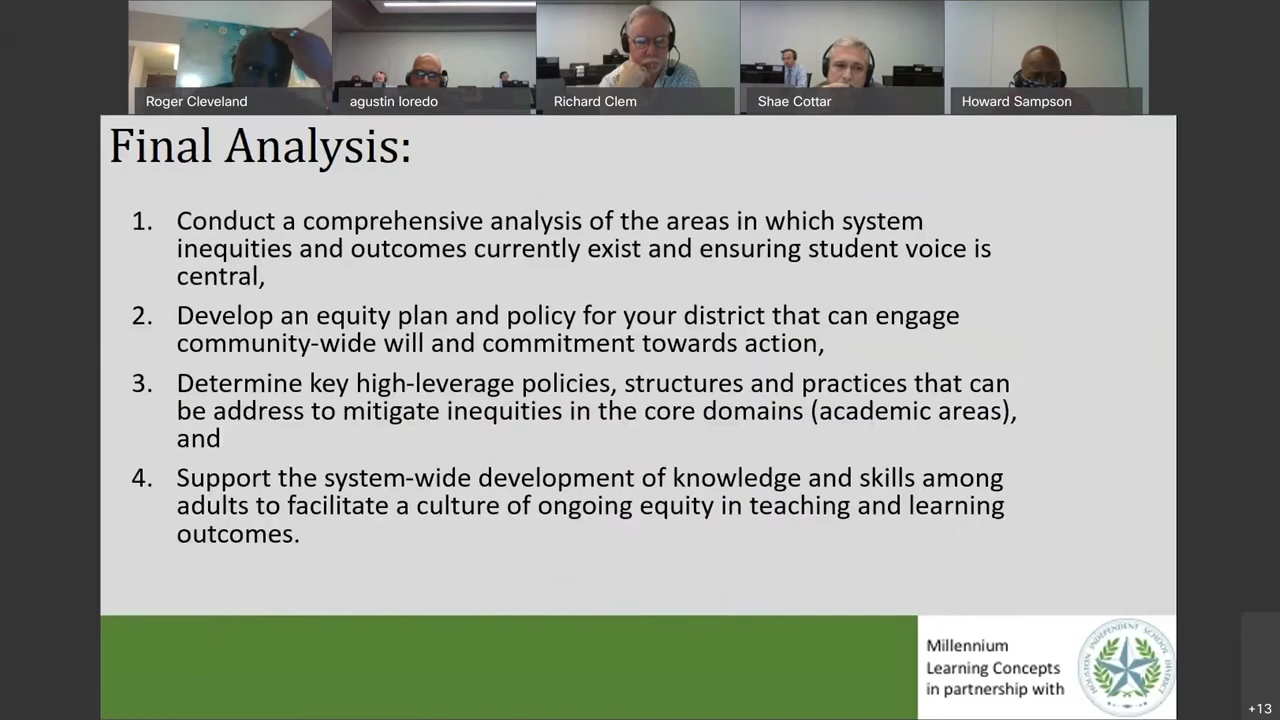 Roger Cleveland
agustin loredo
Richard Clem
Shae Cottar
Howard Sampson
Final Analysis:
1. Conduct a comprehensive analysis of the areas in which system
inequities and outcomes currently exist and ensuring student voice is
central,
2. Develop an equity plan and policy for your district that can engage
community-wide will and commitment towards action,
3. Determine key high-leverage policies, structures and practices that can
be address to mitigate inequities in the core domains (academic areas),
and
4. Support the system-wide development of knowledge and skills among
adults to facilitate a culture of ongoing equity in teaching and learning
outcomes.
Millennium
Learning Concepts
in partnership with
HOUSTON INDEPENDENT SCHOOL DISTRICT
+13